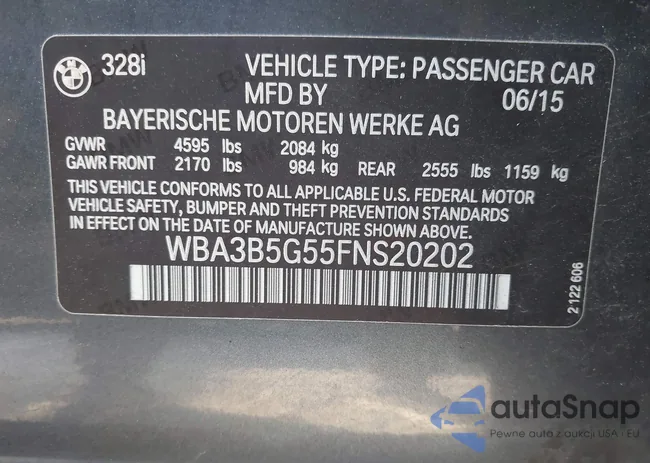 328i VEHICLE TYPE: PASSENGER CAR
MFD BY 06/15
BAYERISCHE MOTOREN WERKE AG
GVWR 4595 lbs 2084 kg
GAWR FRONT 2170 lbs 984 kg REAR 2555 lbs 1159 kg
THIS VEHICLE CONFORMS TO ALL APPLICABLE U.S. FEDERAL MOTOR
VEHICLE SAFETY, BUMPER AND THEFT PREVENTION STANDARDS
IN EFFECT ON THE DATE OF MANUFACTURE SHOWN ABOVE.
WBA3B5G55FNS20202
2 122 606
autoSnap
Pewne auto z aukcji USA i EU